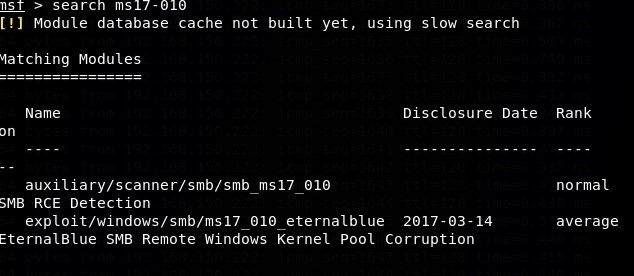 msf > search ms17-010
[!] Module database cache not built yet, using slow search
Matching Modules
================
Name Disclosure Date Rank
on
---- --------------- ----
--
auxiliary/scanner/smb/smb_ms17_010 normal
SMB RCE Detection
exploit/windows/smb/ms17_010_eternalblue 2017-03-14 average
EternalBlue SMB Remote Windows Kernel Pool Corruption